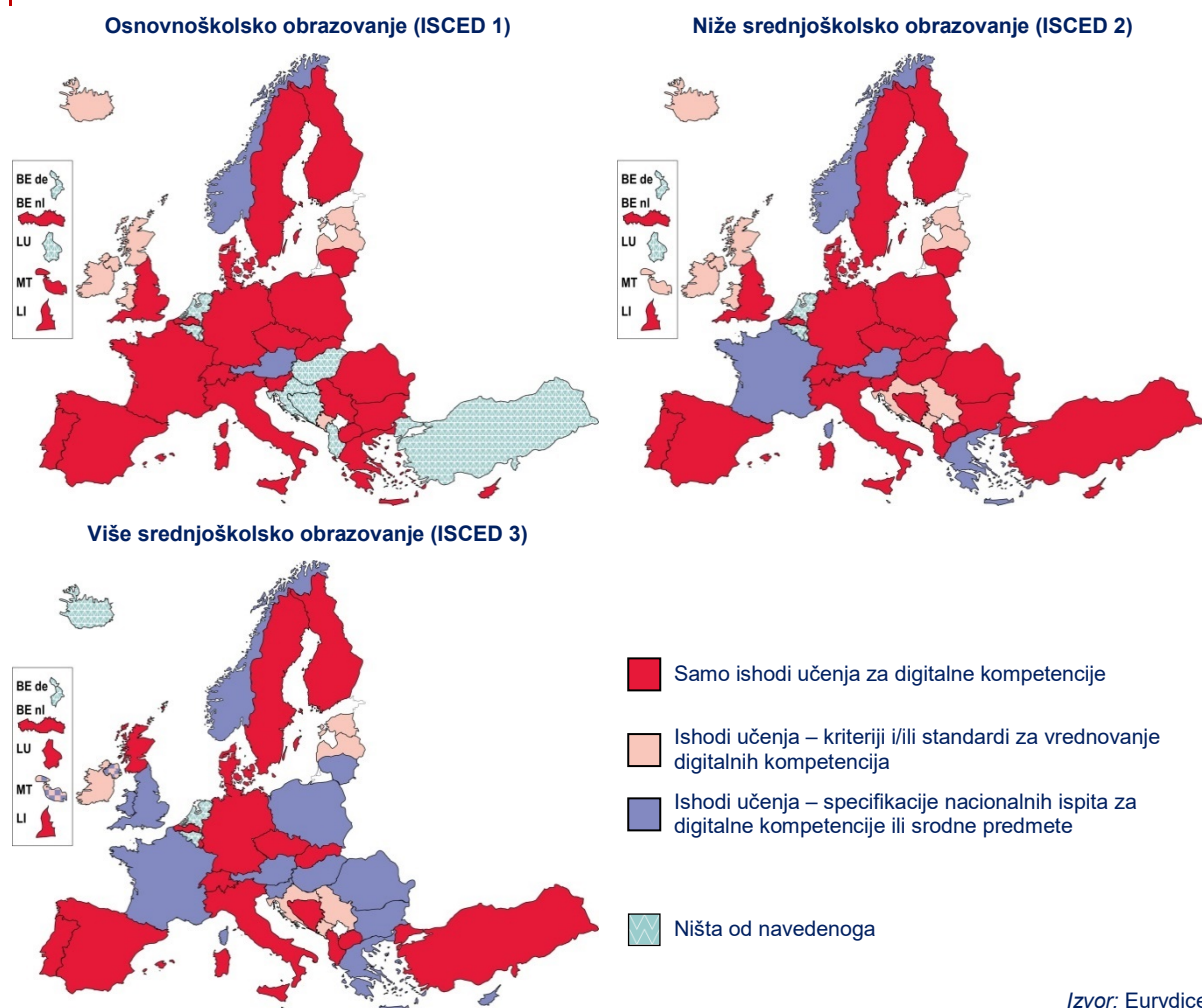 Osnovnoškolsko obrazovanje (ISCED 1)
BE de
BE nl
LU
MT
LI
Niže srednjoškolsko obrazovanje (ISCED 2)
BE de
BE nl
LU
MT
LI
Više srednjoškolsko obrazovanje (ISCED 3)
BE de
BE nl
LU
MT
LI
Samo ishodi učenja za digitalne kompetencije
Ishodi učenja – kriteriji i/ili standardi za vrednovanje
digitalnih kompetencija
Ishodi učenja – specifikacije nacionalnih ispita za
digitalne kompetencije ili srodne predmete
Ništa od navedenoga
Izvor: Eurydice